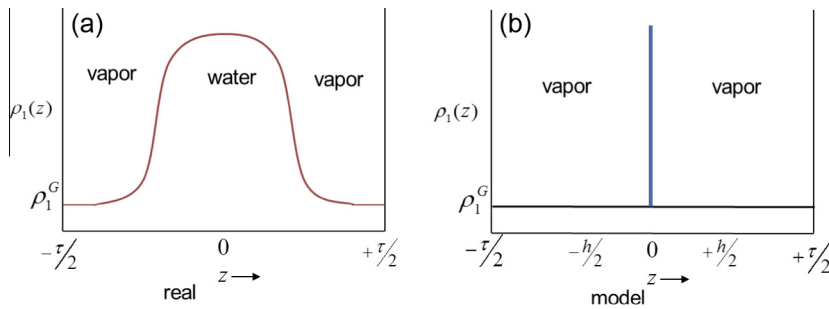 (a)
vapor
water
vapor
ρ₁(z)
ρ₁ᴳ
−τ/2
0
+τ/2
z →
real
(b)
vapor
vapor
ρ₁(z)
ρ₁ᴳ
−τ/2
−h/2
0
+h/2
+τ/2
z →
model